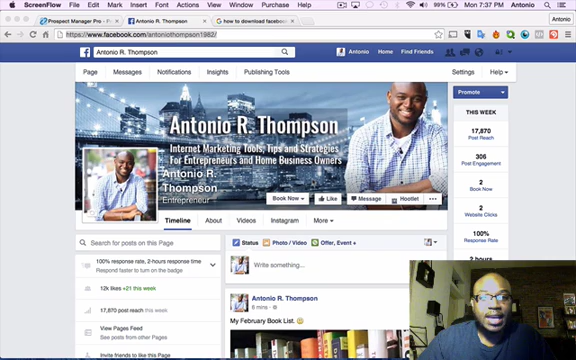 ScreenFlow File Edit Mark Insert Font Actions Arrange View Window Purchase Help 99% Mon 7:37 PM Antonio
Prospect Manager Pro - F
Antonio R. Thompson
how to download facebook
Antonio
https://www.facebook.com/antoniothompson1982/
Antonio R. Thompson
Antonio Home Find Friends
Page Messages Notifications Insights Publishing Tools Settings Help
Antonio R. Thompson
Internet Marketing Tools, Tips and Strategies
For Entrepreneurs and Home Business Owners
Antonio R.
Thompson
Entrepreneur
Book Now Like Message Hootlet
Timeline About Videos Instagram More
Promote
THIS WEEK
17,870
Post Reach
306
Post Engagement
2
Book Now
2
Website Clicks
100%
Response Rate
Search for posts on this Page
100% response rate, 2-hours response time
Respond faster to turn on the badge
12k likes +21 this week
17,870 post reach this week
View Pages Feed
See posts from other Pages
Invite friends to like this Page
Status Photo / Video Offer, Event +
Write something...
Antonio R. Thompson
6 mins
My February Book List.